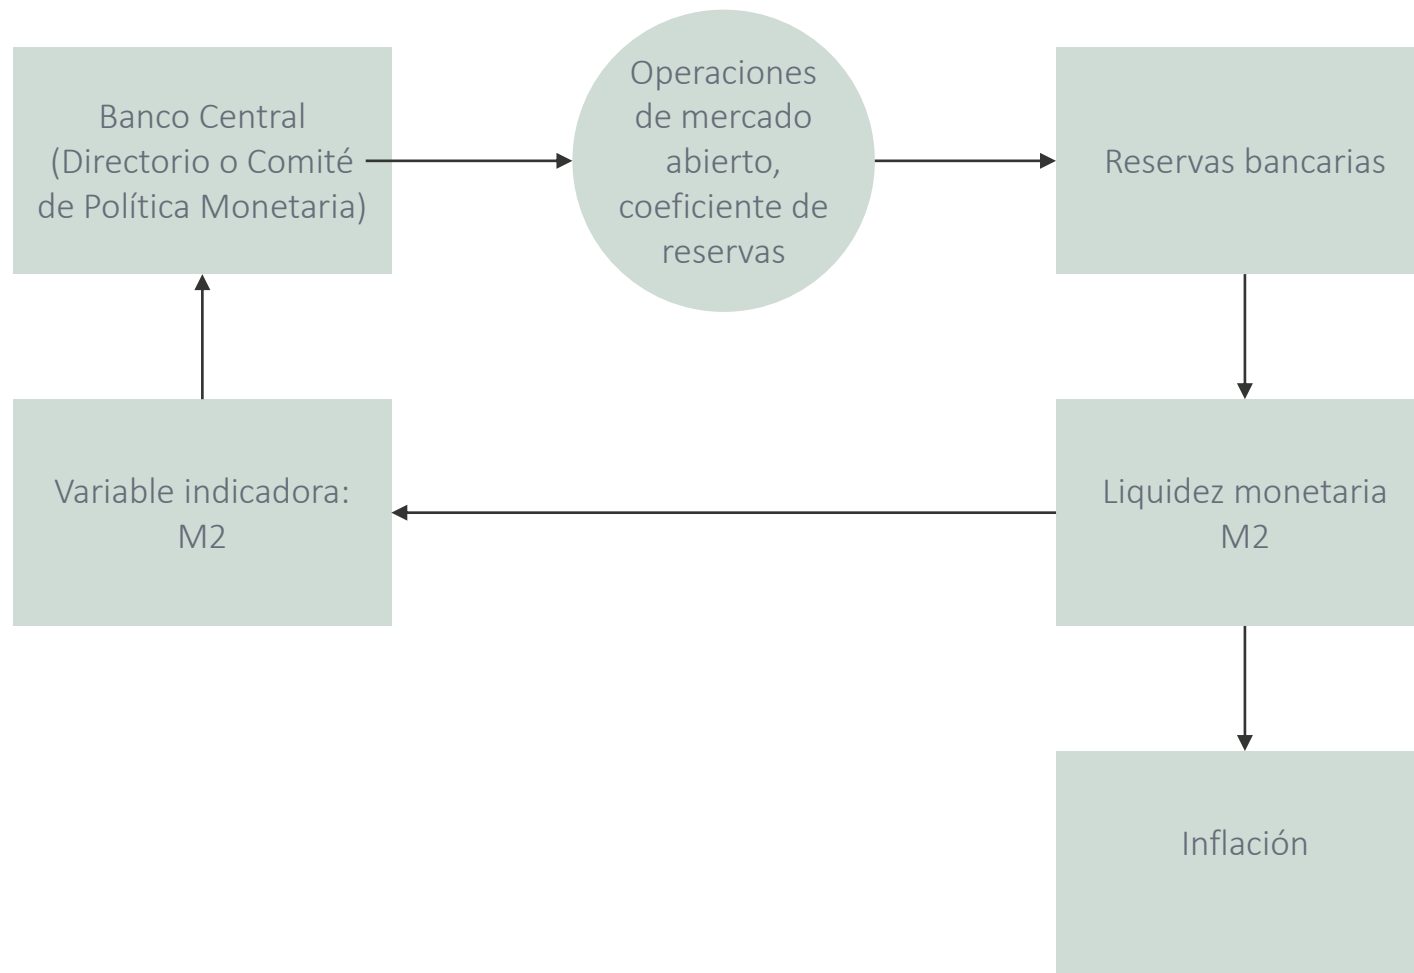 Banco Central
(Directorio o Comité
de Política Monetaria)
Operaciones
de mercado
abierto,
coeficiente de
reservas
Reservas bancarias
Variable indicadora:
M2
Liquidez monetaria
M2
Inflación